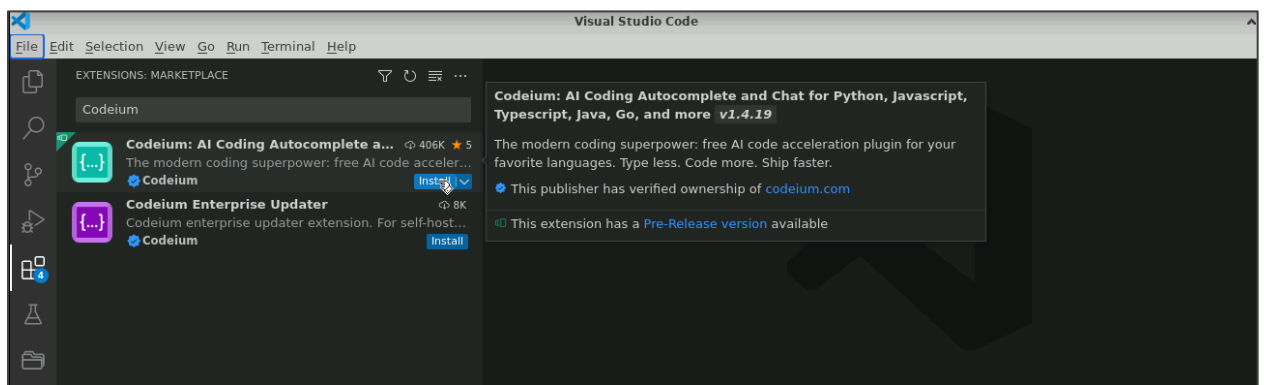 Visual Studio Code
File Edit Selection View Go Run Terminal Help
EXTENSIONS: MARKETPLACE
Codeium
Codeium: AI Coding Autocomplete a... 406K ★ 5
The modern coding superpower: free AI code acceler...
Codeium
{...}
Codeium Enterprise Updater 8K
Codeium enterprise updater extension. For self-host...
Codeium Install
{...}
4
Codeium: AI Coding Autocomplete and Chat for Python, Javascript,
Typescript, Java, Go, and more v1.4.19
The modern coding superpower: free AI code acceleration plugin for your
favorite languages. Type less. Code more. Ship faster.
This publisher has verified ownership of codeium.com
This extension has a Pre-Release version available